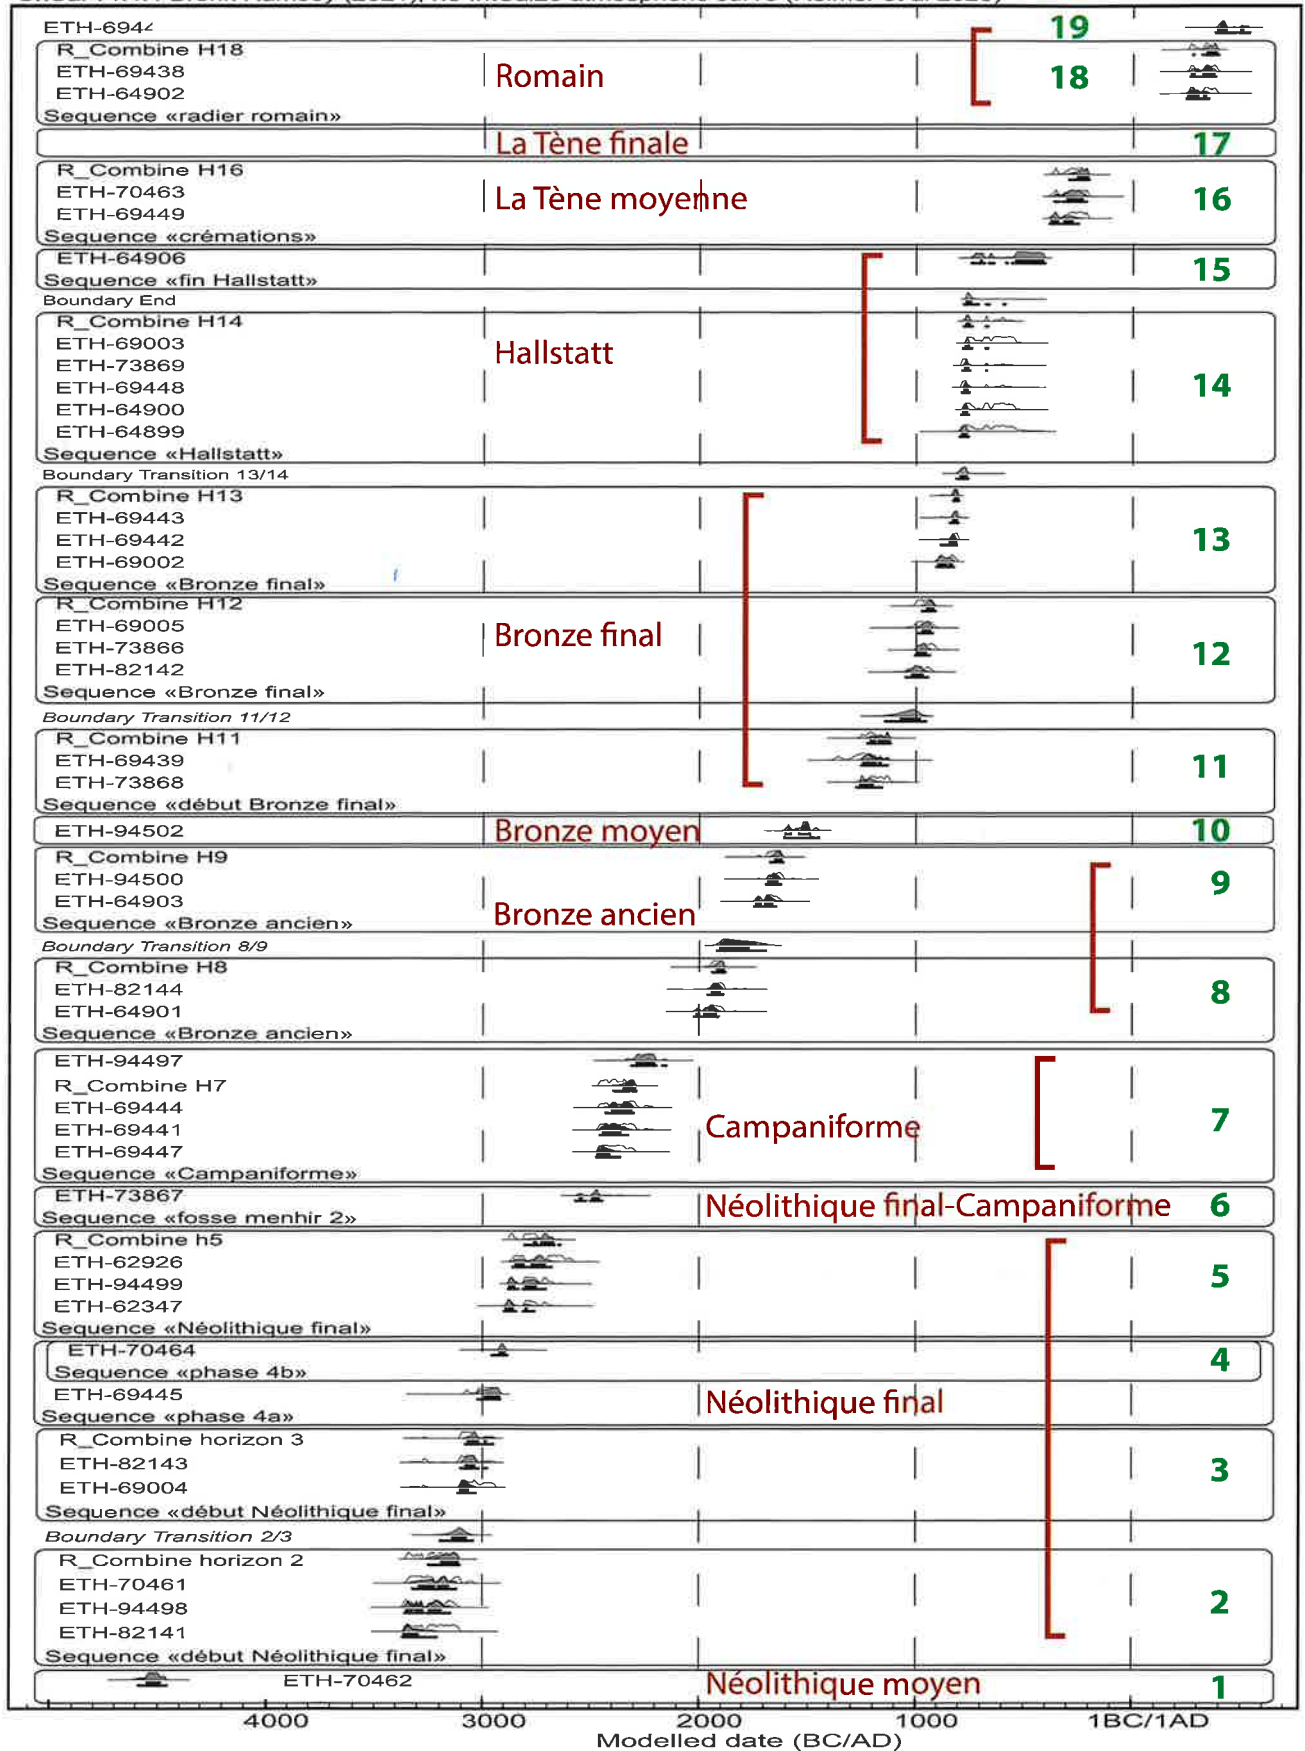 ETH-6944 19
R_Combine H18
ETH-69438 Romain 18
ETH-64902
Sequence «radier romain»
La Tène finale 17
R_Combine H16
ETH-70463 La Tène moyenne 16
ETH-69449
Sequence «crémations»
ETH-64906 15
Sequence «fin Hallstatt»
Boundary End
R_Combine H14
ETH-69003 Hallstatt
ETH-73869
ETH-69448 14
ETH-64900
ETH-64899
Sequence «Hallstatt»
Boundary Transition 13/14
R_Combine H13
ETH-69443
ETH-69442 13
ETH-69002
Sequence «Bronze final»
R_Combine H12
ETH-69005 Bronze final
ETH-73866 12
ETH-82142
Sequence «Bronze final»
Boundary Transition 11/12
R_Combine H11
ETH-69439 11
ETH-73868
Sequence «début Bronze final»
ETH-94502 Bronze moyen 10
R_Combine H9
ETH-94500 9
ETH-64903
Sequence «Bronze ancien» Bronze ancien
Boundary Transition 8/9
R_Combine H8
ETH-82144 8
ETH-64901
Sequence «Bronze ancien»
ETH-94497
R_Combine H7
ETH-69444
ETH-69441 Campaniforme 7
ETH-69447
Sequence «Campaniforme»
ETH-73867 Néolithique final-Campaniforme 6
Sequence «fosse menhir 2»
R_Combine h5
ETH-62926
ETH-94499 5
ETH-62347
Sequence «Néolithique final»
ETH-70464 4
Sequence «phase 4b»
ETH-69445 Néolithique final
Sequence «phase 4a»
R_Combine horizon 3
ETH-82143 3
ETH-69004
Sequence «début Néolithique final»
Boundary Transition 2/3
R_Combine horizon 2
ETH-70461
ETH-94498 2
ETH-82141
Sequence «début Néolithique final»
ETH-70462 Néolithique moyen 1
4000 3000 2000 1000 1BC/1AD
Modelled date (BC/AD)